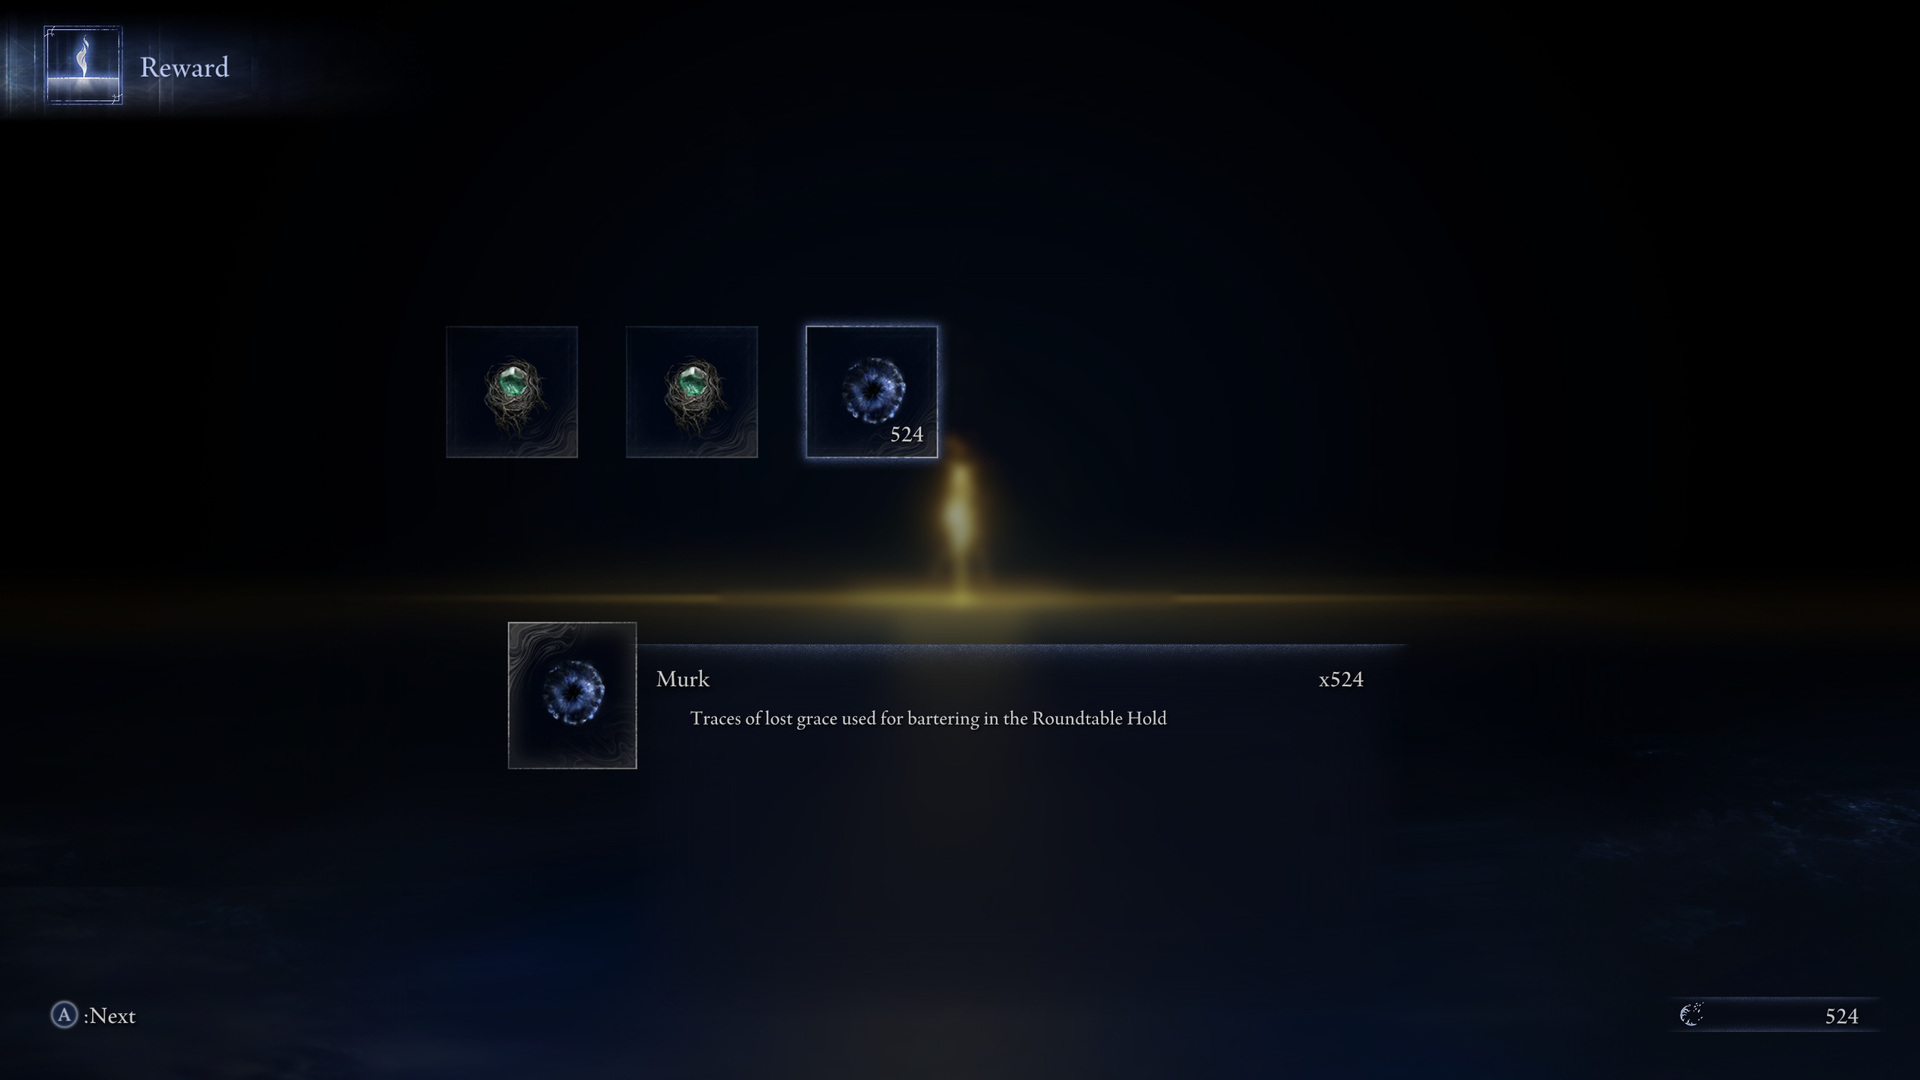 Reward
524
Murk x524
Traces of lost grace used for bartering in the Roundtable Hold
A :Next
524